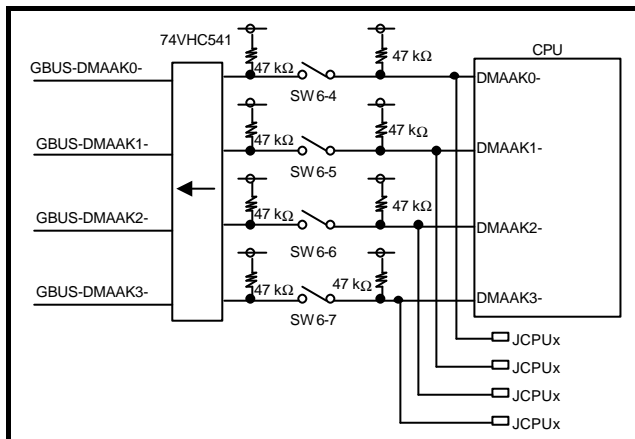 74VHC541
CPU
GBUS-DMAAK0-
47 kΩ
47 kΩ
DMAAK0-
SW 6-4
GBUS-DMAAK1-
47 kΩ
47 kΩ
DMAAK1-
SW 6-5
GBUS-DMAAK2-
47 kΩ
47 kΩ
DMAAK2-
SW 6-6
GBUS-DMAAK3-
47 kΩ
47 kΩ
DMAAK3-
SW 6-7
JCPUx
JCPUx
JCPUx
JCPUx